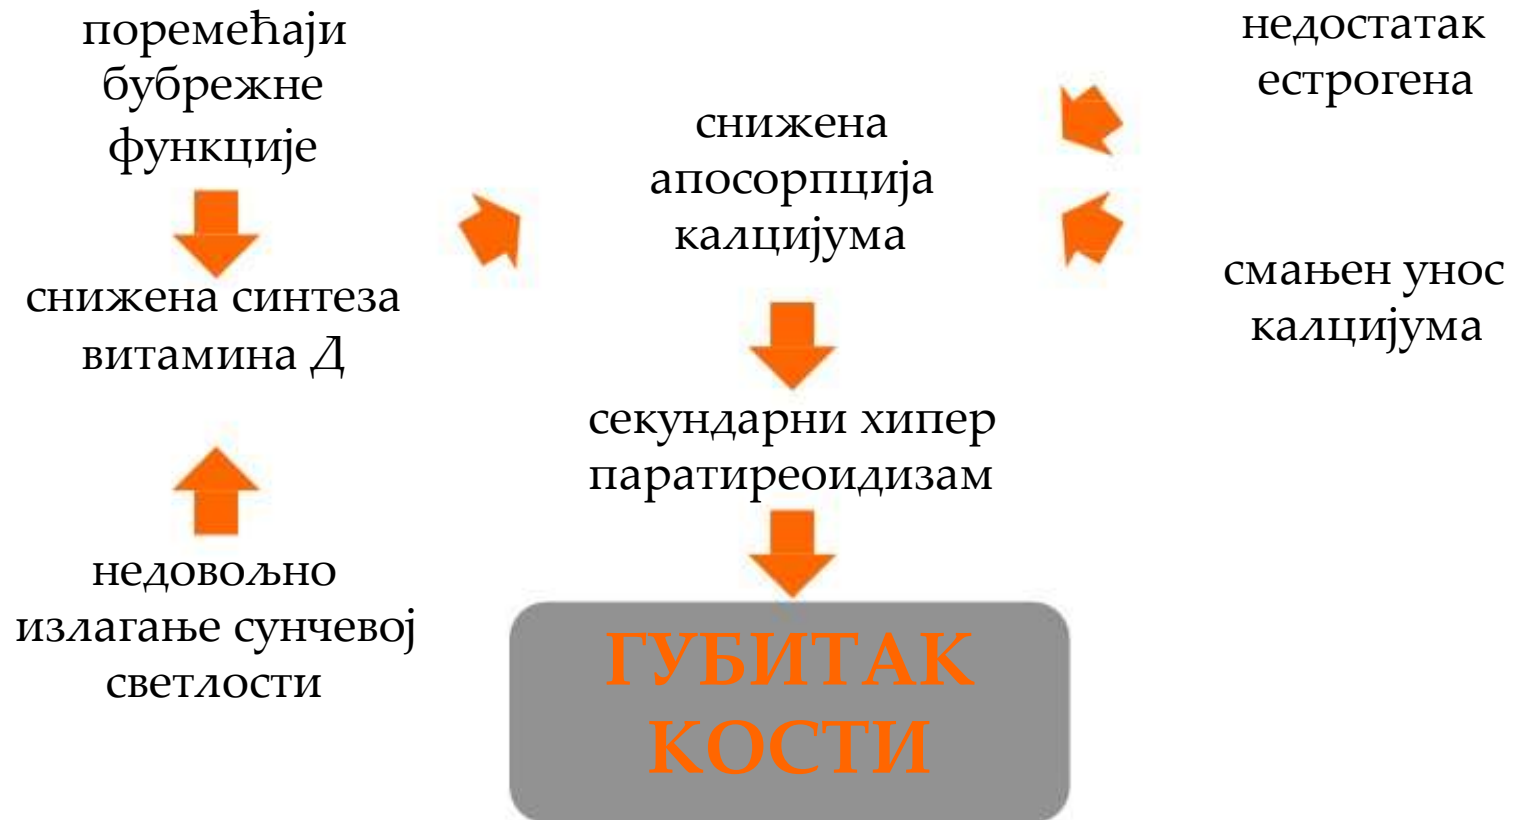 поремећаји
бубрежне
функције
снижена синтеза
витамина Д
недовољно
излагање сунчевој
светлости
снижена
апосорпција
калцијума
секундарни хипер
паратиреоидизам
ГУБИТАК
КОСТИ
недостатак
естрогена
смањен унос
калцијума